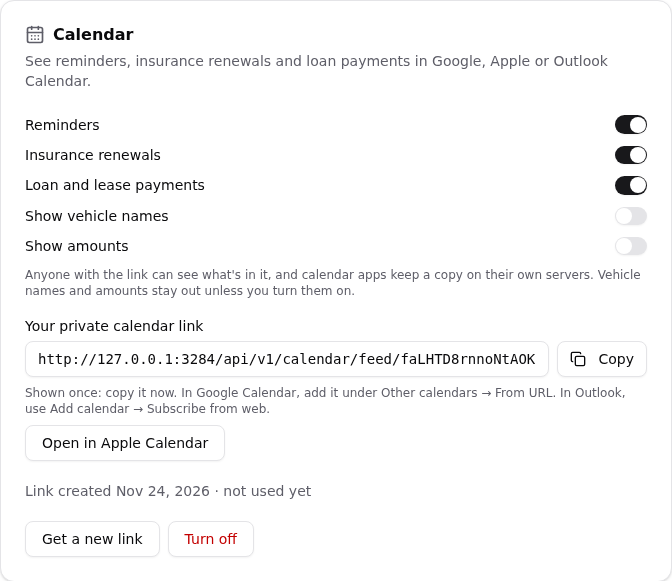 Calendar
See reminders, insurance renewals and loan payments in Google, Apple or Outlook
Calendar.
Reminders
Insurance renewals
Loan and lease payments
Show vehicle names
Show amounts
Anyone with the link can see what's in it, and calendar apps keep a copy on their own servers. Vehicle
names and amounts stay out unless you turn them on.
Your private calendar link
http://127.0.0.1:3284/api/v1/calendar/feed/faLHTD8rnnoNtAOK
Copy
Shown once: copy it now. In Google Calendar, add it under Other calendars → From URL. In Outlook,
use Add calendar → Subscribe from web.
Open in Apple Calendar
Link created Nov 24, 2026 · not used yet
Get a new link
Turn off